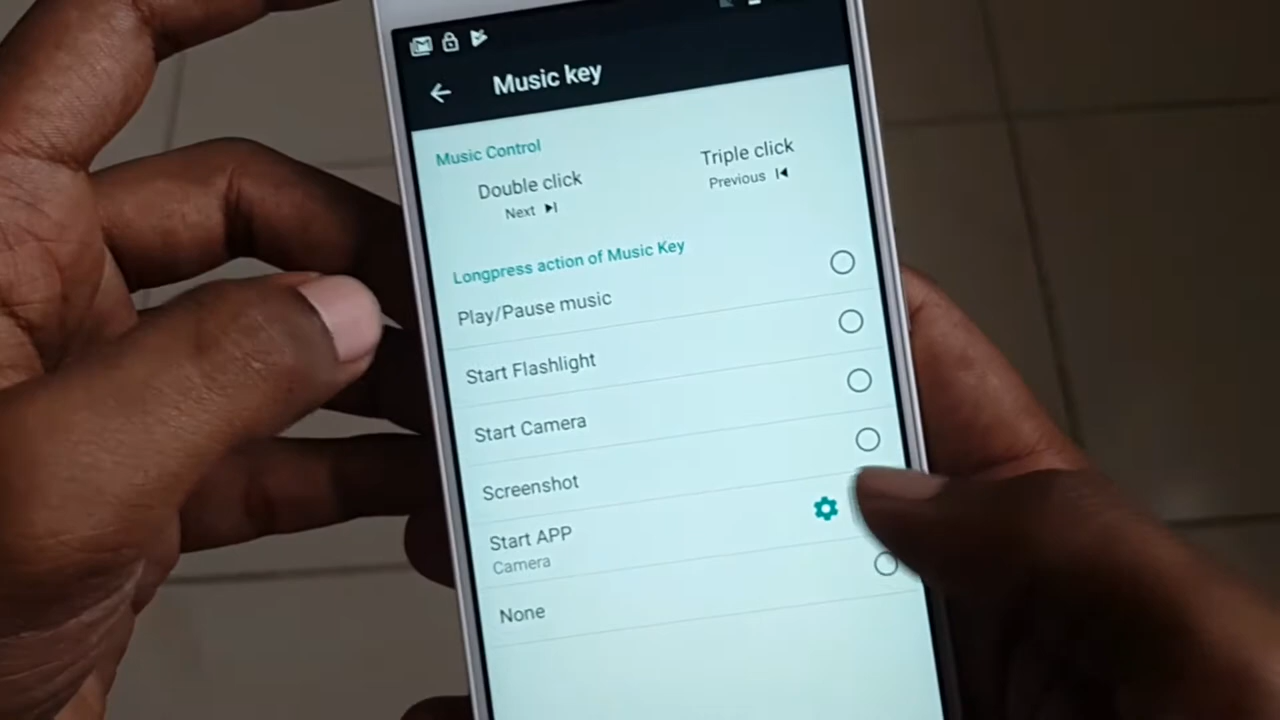 Music key
Music Control
Double click
Next
Triple click
Previous
Longpress action of Music Key
Play/Pause music
Start Flashlight
Start Camera
Screenshot
Start APP
Camera
None